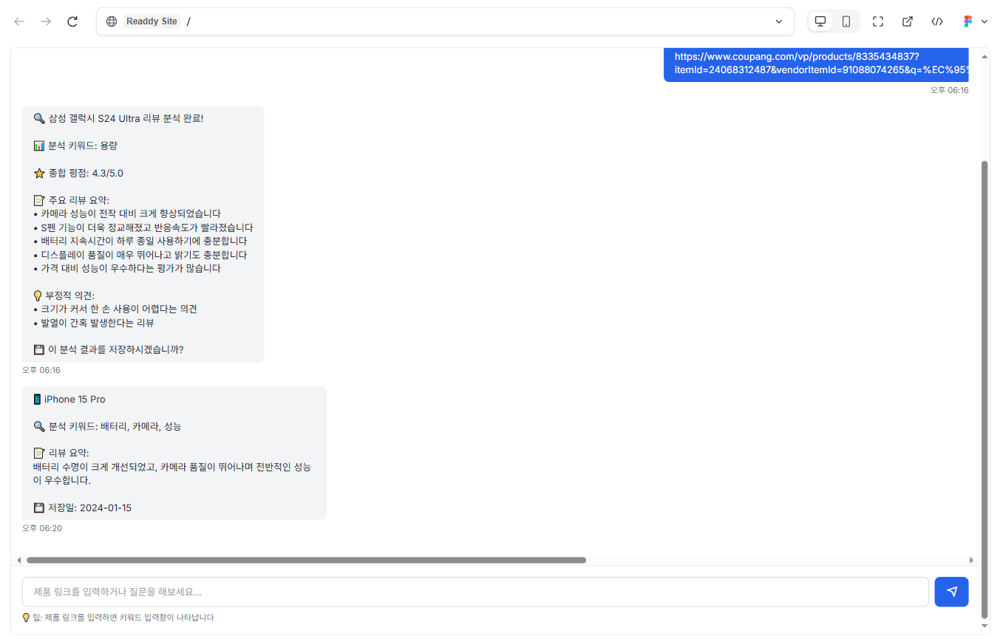 Readdy Site /
https://www.coupang.com/vp/products/8335434837?
itemId=24068312487&vendorItemId=91088074265&q=%EC%95%
오후 06:16
🔍 삼성 갤럭시 S24 Ultra 리뷰 분석 완료!
📊 분석 키워드: 용량
⭐ 종합 평점: 4.3/5.0
📝 주요 리뷰 요약:
• 카메라 성능이 전작 대비 크게 향상되었습니다
• S펜 기능이 더욱 정교해졌고 반응속도가 빨라졌습니다
• 배터리 지속시간이 하루 종일 사용하기에 충분합니다
• 디스플레이 품질이 매우 뛰어나고 밝기도 충분합니다
• 가격 대비 성능이 우수하다는 평가가 많습니다
💡 부정적 의견:
• 크기가 커서 한 손 사용이 어렵다는 의견
• 발열이 간혹 발생한다는 리뷰
💾 이 분석 결과를 저장하시겠습니까?
오후 06:16
📱 iPhone 15 Pro
🔍 분석 키워드: 배터리, 카메라, 성능
📝 리뷰 요약:
배터리 수명이 크게 개선되었고, 카메라 품질이 뛰어나며 전반적인 성능
이 우수합니다.
💾 저장일: 2024-01-15
오후 06:20
제품 링크를 입력하거나 질문을 해보세요...
💡 팁: 제품 링크를 입력하면 키워드 입력창이 나타납니다